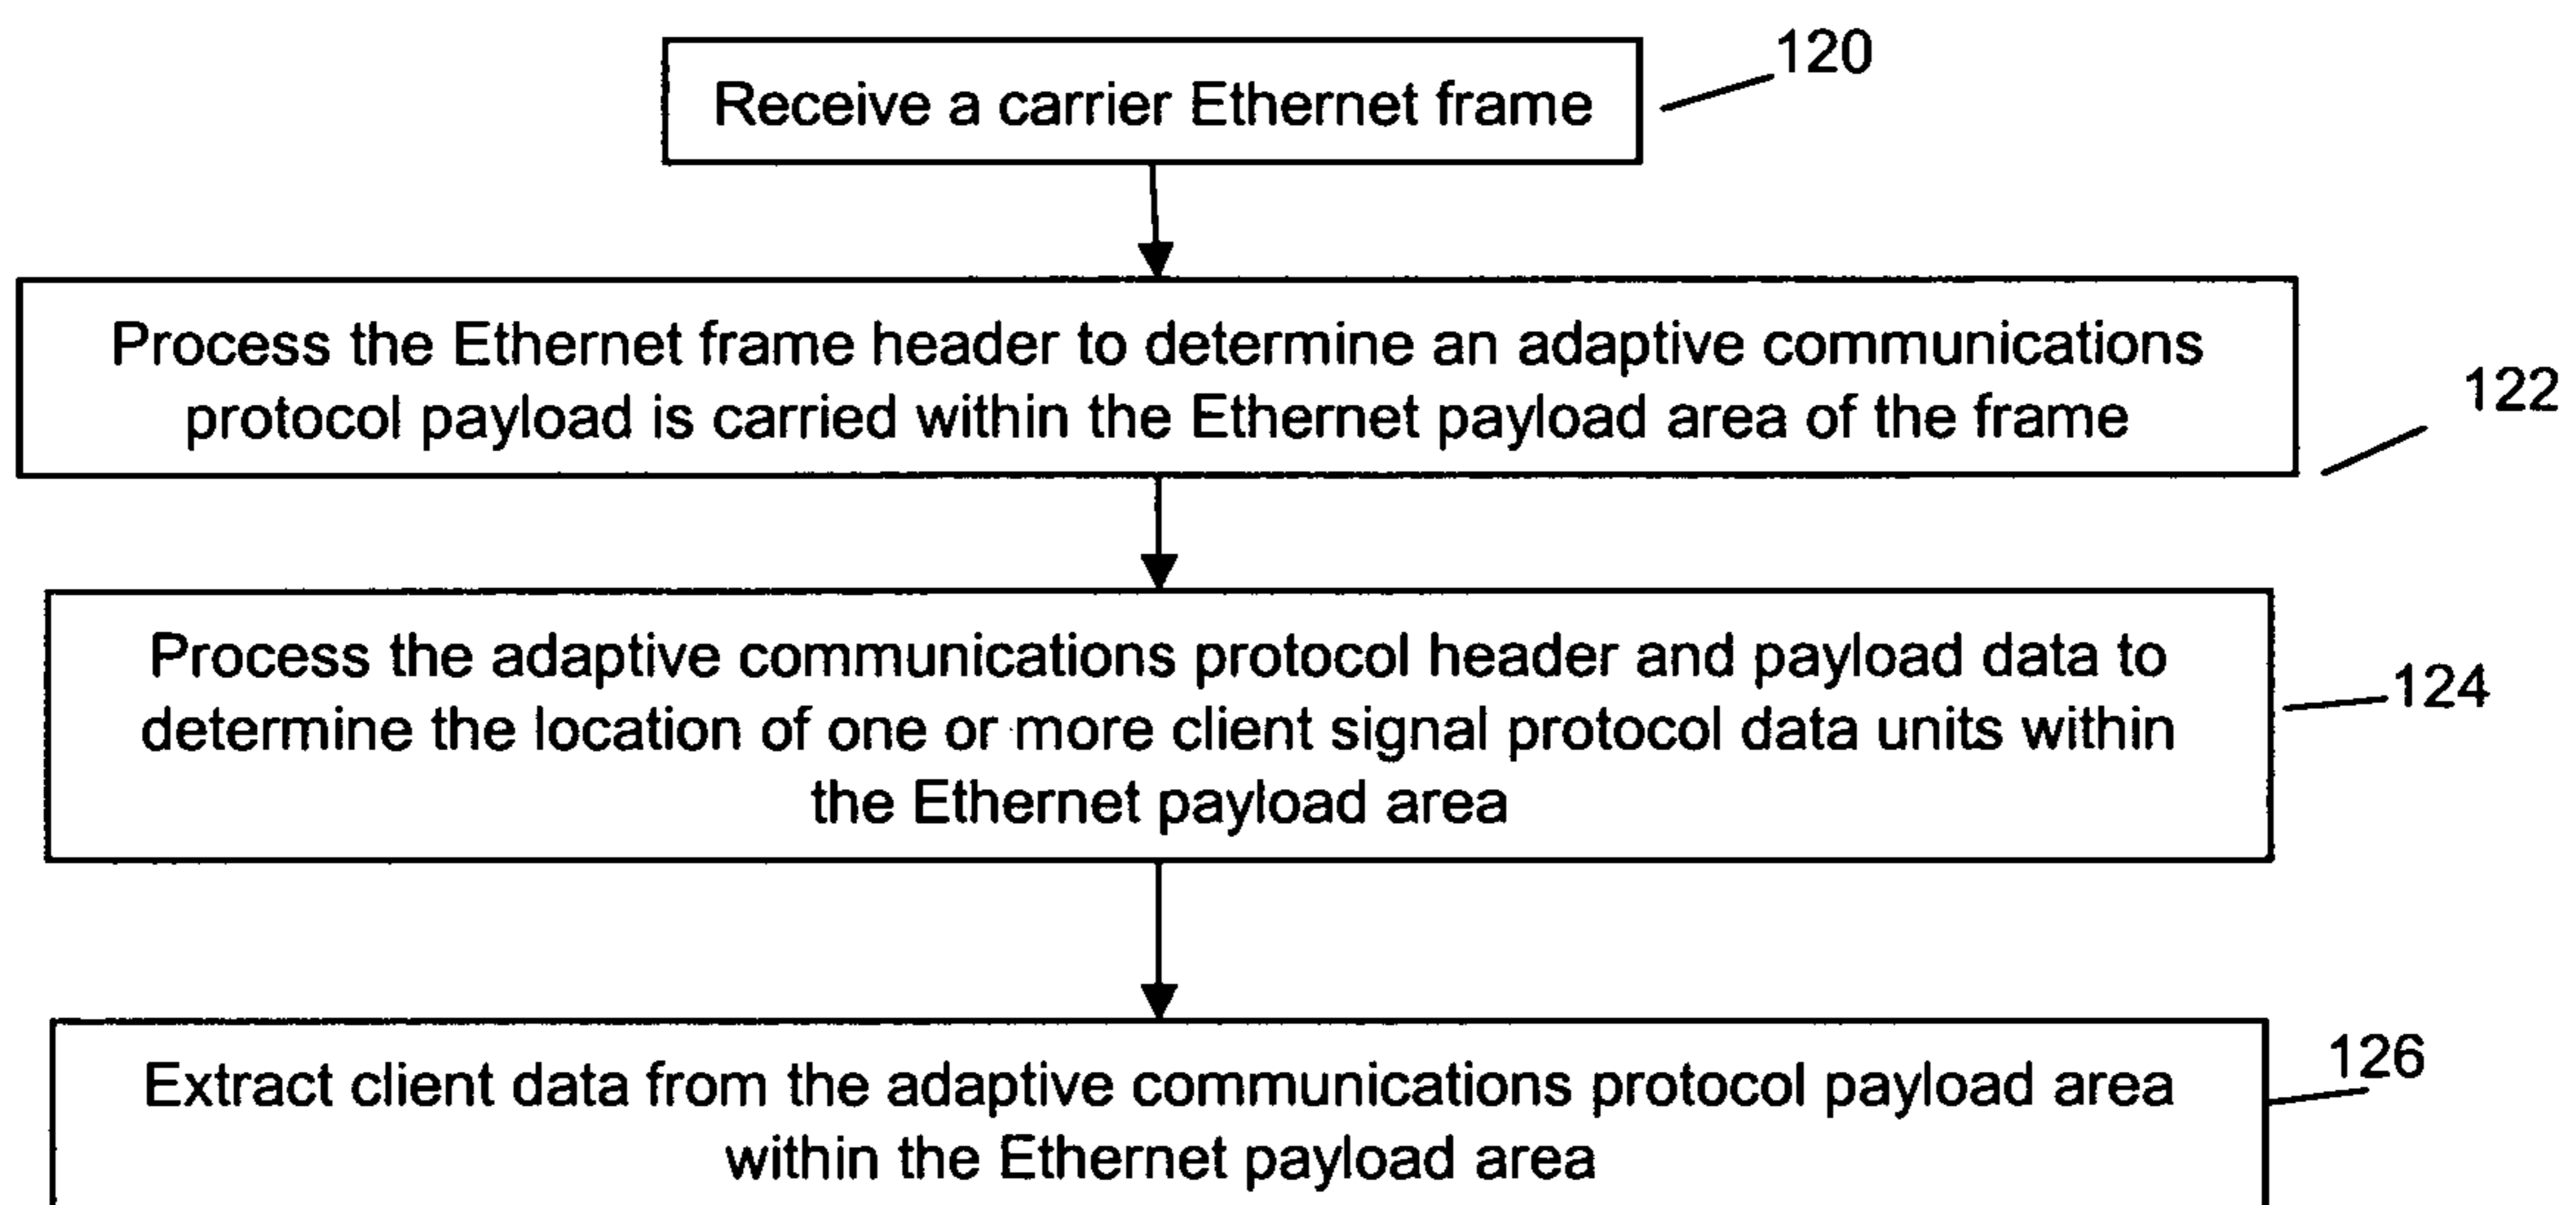 Receive a carrier Ethernet frame
120
Process the Ethernet frame header to determine an adaptive communications
protocol payload is carried within the Ethernet payload area of the frame
122
Process the adaptive communications protocol header and payload data to
determine the location of one or more client signal protocol data units within
the Ethernet payload area
124
Extract client data from the adaptive communications protocol payload area
within the Ethernet payload area
126